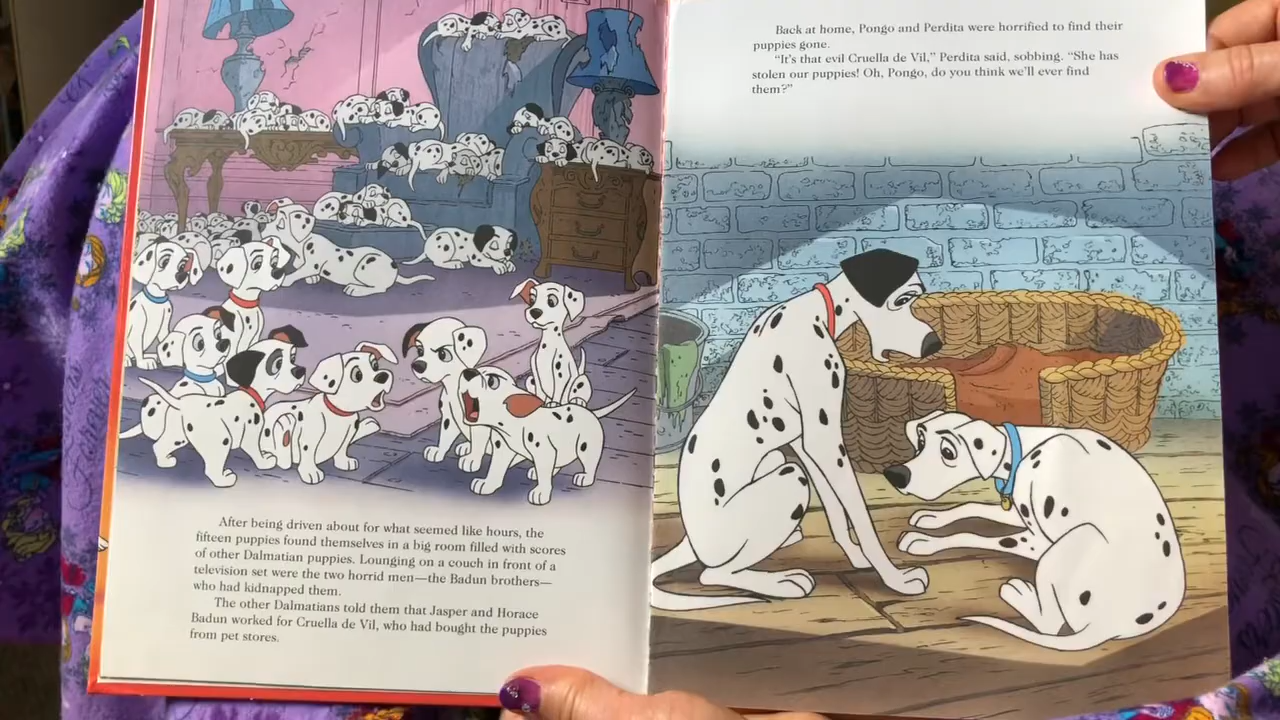 After being driven about for what seemed like hours, the
fifteen puppies found themselves in a big room filled with scores
of other Dalmatian puppies. Lounging on a couch in front of a
television set were the two horrid men—the Badun brothers—
who had kidnapped them.
The other Dalmatians told them that Jasper and Horace
Badun worked for Cruella de Vil, who had bought the puppies
from pet stores.
Back at home, Pongo and Perdita were horrified to find their
puppies gone.
“It’s that evil Cruella de Vil,” Perdita said, sobbing. “She has
stolen our puppies! Oh, Pongo, do you think we’ll ever find
them?”